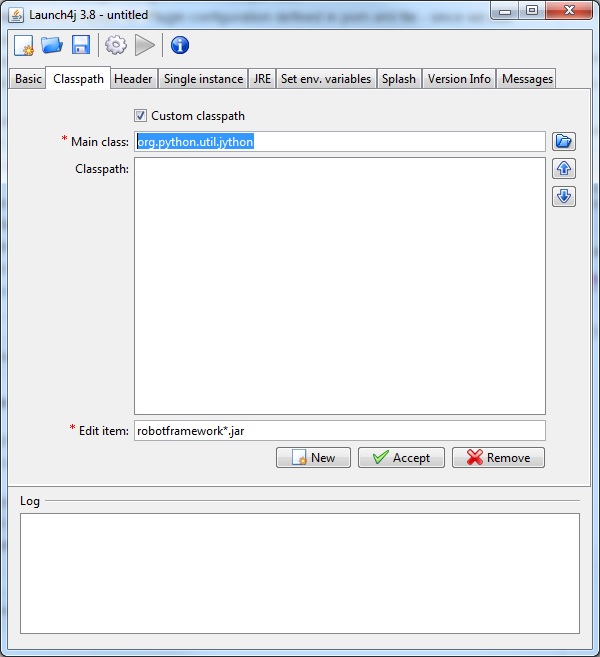 Launch4j 3.8 - untitled
Basic Classpath Header Single instance JRE Set env. variables Splash Version Info Messages
Custom classpath
* Main class: org.python.util.jython
Classpath:
* Edit item: robotframework*.jar
New Accept Remove
Log